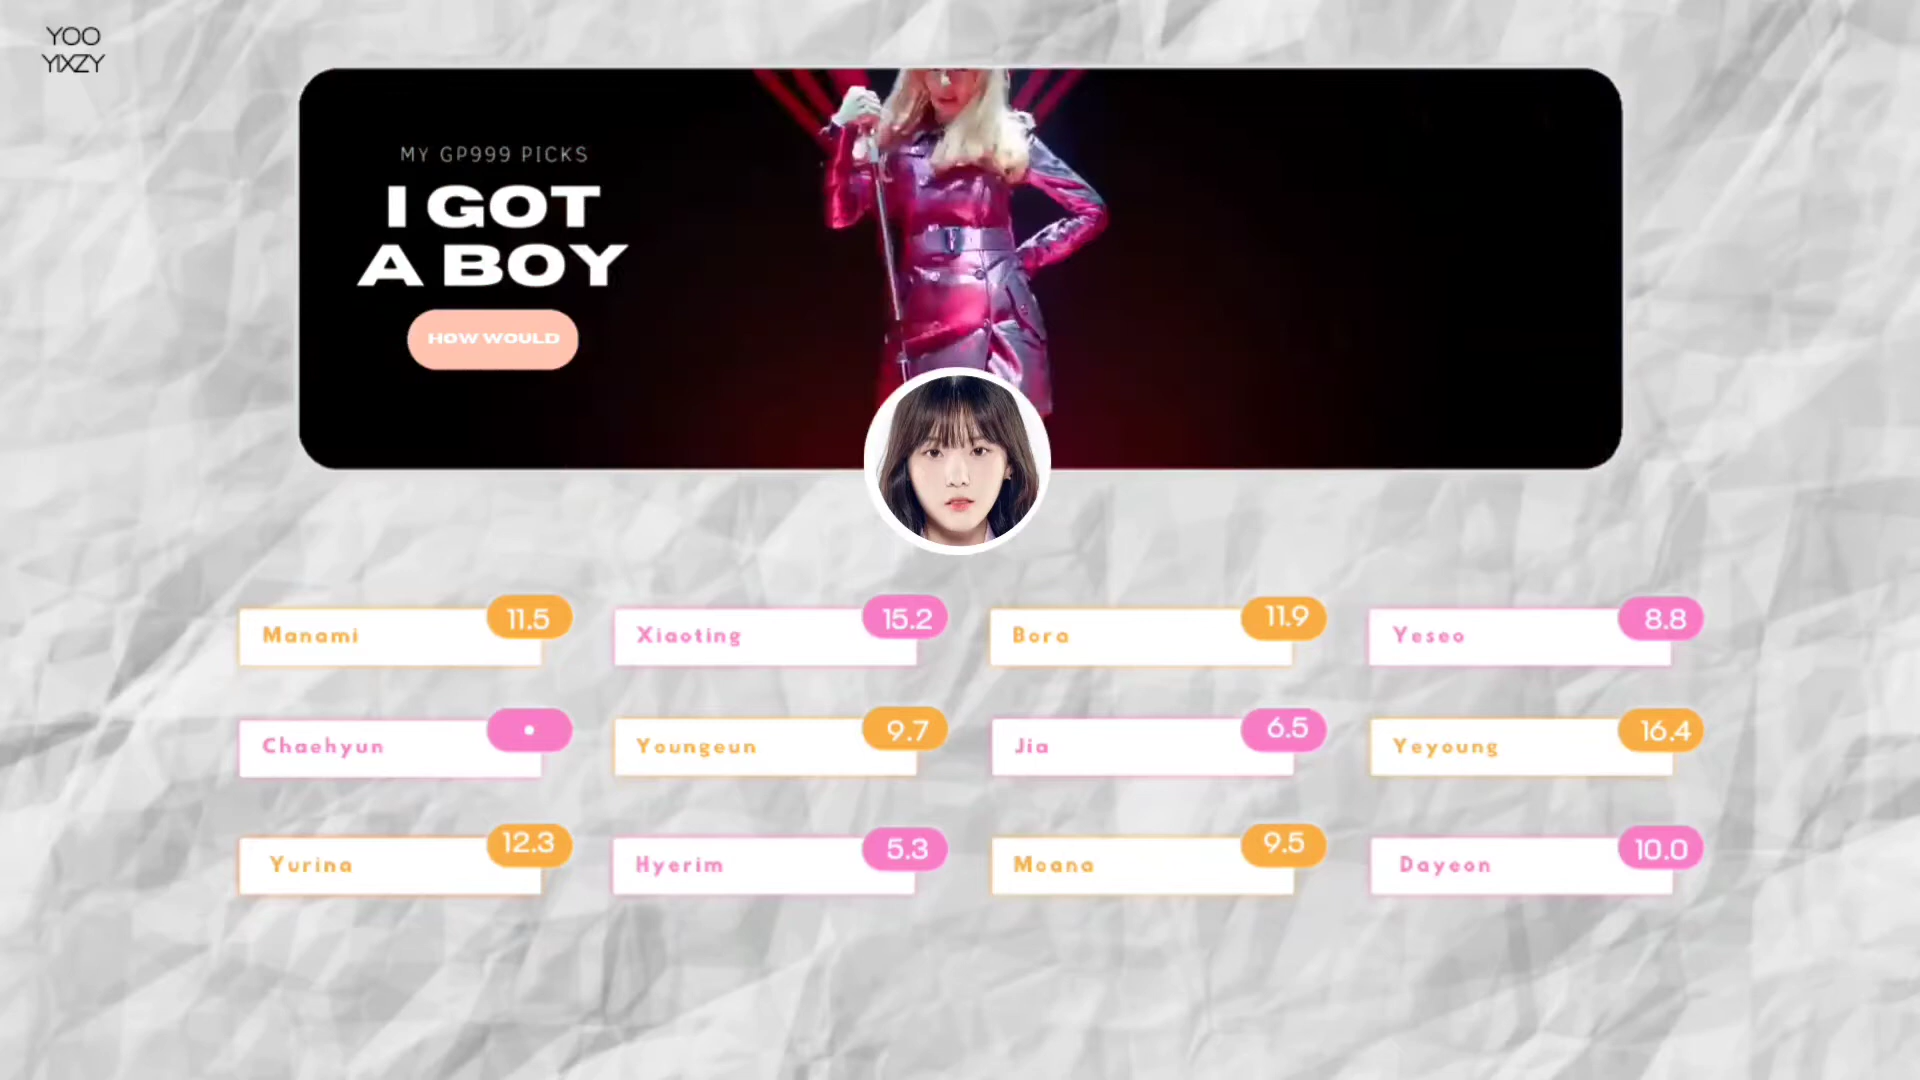 YOO
YIXZY
MY GP999 PICKS
I GOT
A BOY
HOW WOULD
Manami 11.5
Xiaoting 15.2
Bora 11.9
Yeseo 8.8
Chaehyun •
Youngeun 9.7
Jia 6.5
Yeyoung 16.4
Yurina 12.3
Hyerim 5.3
Moana 9.5
Dayeon 10.0